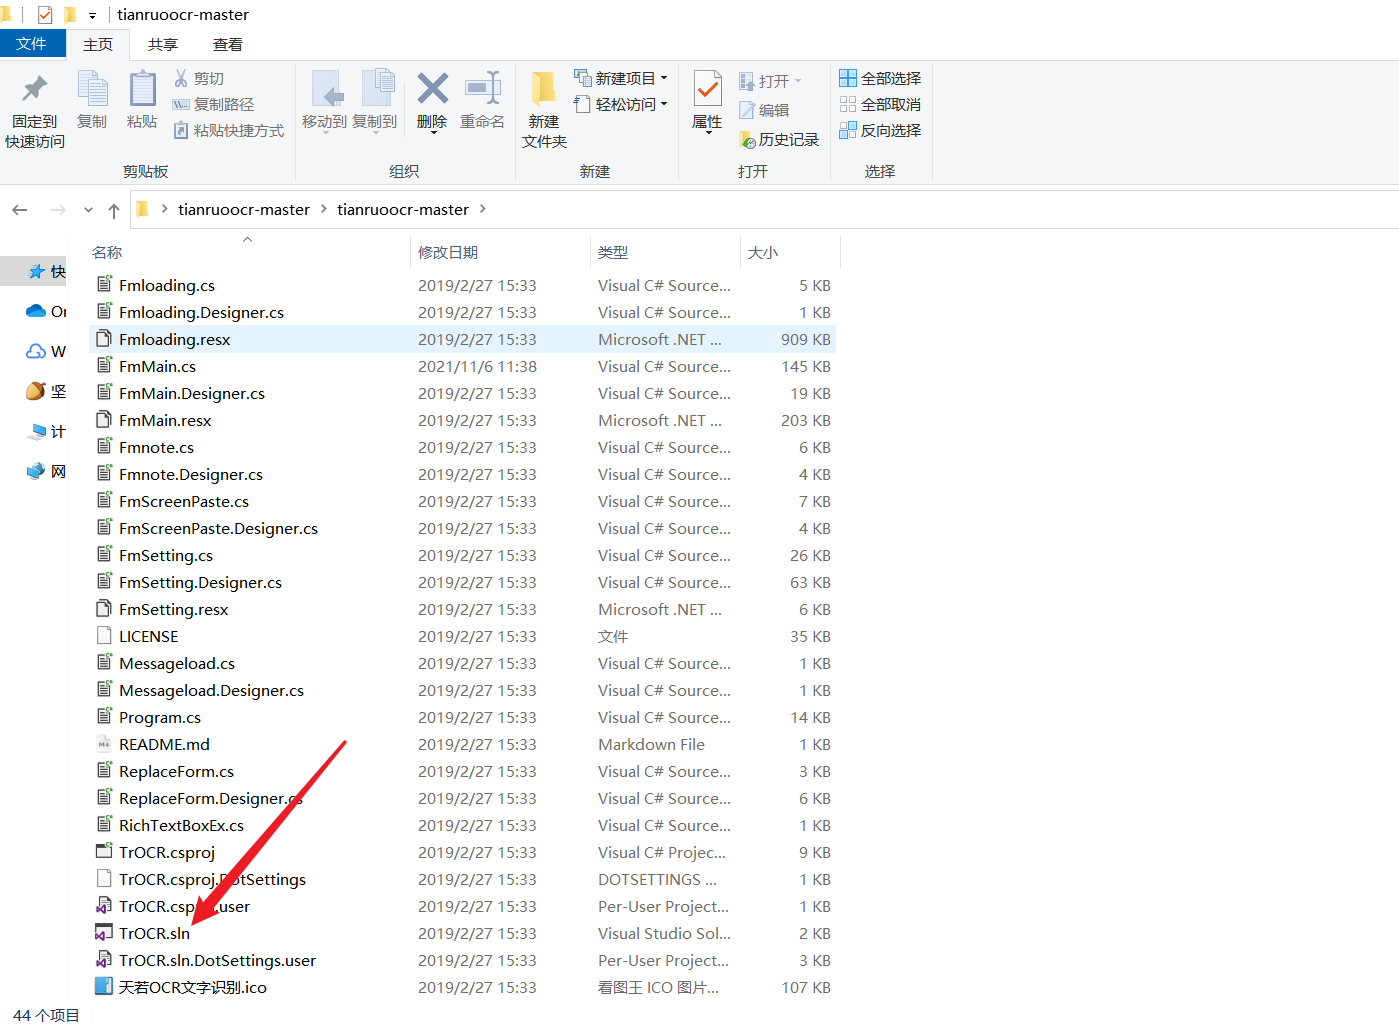 tianruoocr-master
文件 主页 共享 查看
固定到
快速访问
复制
粘贴
剪切
复制路径
粘贴快捷方式
剪贴板
移动到 复制到 删除 重命名
组织
新建
文件夹
新建项目
轻松访问
新建
属性
打开
编辑
历史记录
打开
全部选择
全部取消
反向选择
选择
tianruoocr-master tianruoocr-master
快
W
坚
计
网
名称 修改日期 类型 大小
Fmloading.cs 2019/2/27 15:33 Visual C# Source... 5 KB
Fmloading.Designer.cs 2019/2/27 15:33 Visual C# Source... 1 KB
Fmloading.resx 2019/2/27 15:33 Microsoft .NET ... 909 KB
FmMain.cs 2021/11/6 11:38 Visual C# Source... 145 KB
FmMain.Designer.cs 2019/2/27 15:33 Visual C# Source... 19 KB
FmMain.resx 2019/2/27 15:33 Microsoft .NET ... 203 KB
Fmnote.cs 2019/2/27 15:33 Visual C# Source... 6 KB
Fmnote.Designer.cs 2019/2/27 15:33 Visual C# Source... 4 KB
FmScreenPaste.cs 2019/2/27 15:33 Visual C# Source... 7 KB
FmScreenPaste.Designer.cs 2019/2/27 15:33 Visual C# Source... 4 KB
FmSetting.cs 2019/2/27 15:33 Visual C# Source... 26 KB
FmSetting.Designer.cs 2019/2/27 15:33 Visual C# Source... 63 KB
FmSetting.resx 2019/2/27 15:33 Microsoft .NET ... 6 KB
LICENSE 2019/2/27 15:33 文件 35 KB
Messageload.cs 2019/2/27 15:33 Visual C# Source... 1 KB
Messageload.Designer.cs 2019/2/27 15:33 Visual C# Source... 1 KB
Program.cs 2019/2/27 15:33 Visual C# Source... 14 KB
README.md 2019/2/27 15:33 Markdown File 1 KB
ReplaceForm.cs 2019/2/27 15:33 Visual C# Source... 3 KB
ReplaceForm.Designer.cs 2019/2/27 15:33 Visual C# Source... 6 KB
RichTextBoxEx.cs 2019/2/27 15:33 Visual C# Source... 1 KB
TrOCR.csproj 2019/2/27 15:33 Visual C# Projec... 9 KB
TrOCR.csproj.DotSettings 2019/2/27 15:33 DOTSETTINGS ... 1 KB
TrOCR.csproj.user 2019/2/27 15:33 Per-User Project... 1 KB
TrOCR.sln 2019/2/27 15:33 Visual Studio Sol... 2 KB
TrOCR.sln.DotSettings.user 2019/2/27 15:33 Per-User Project... 3 KB
天若OCR文字识别.ico 2019/2/27 15:33 看图王 ICO 图片... 107 KB
44 个项目